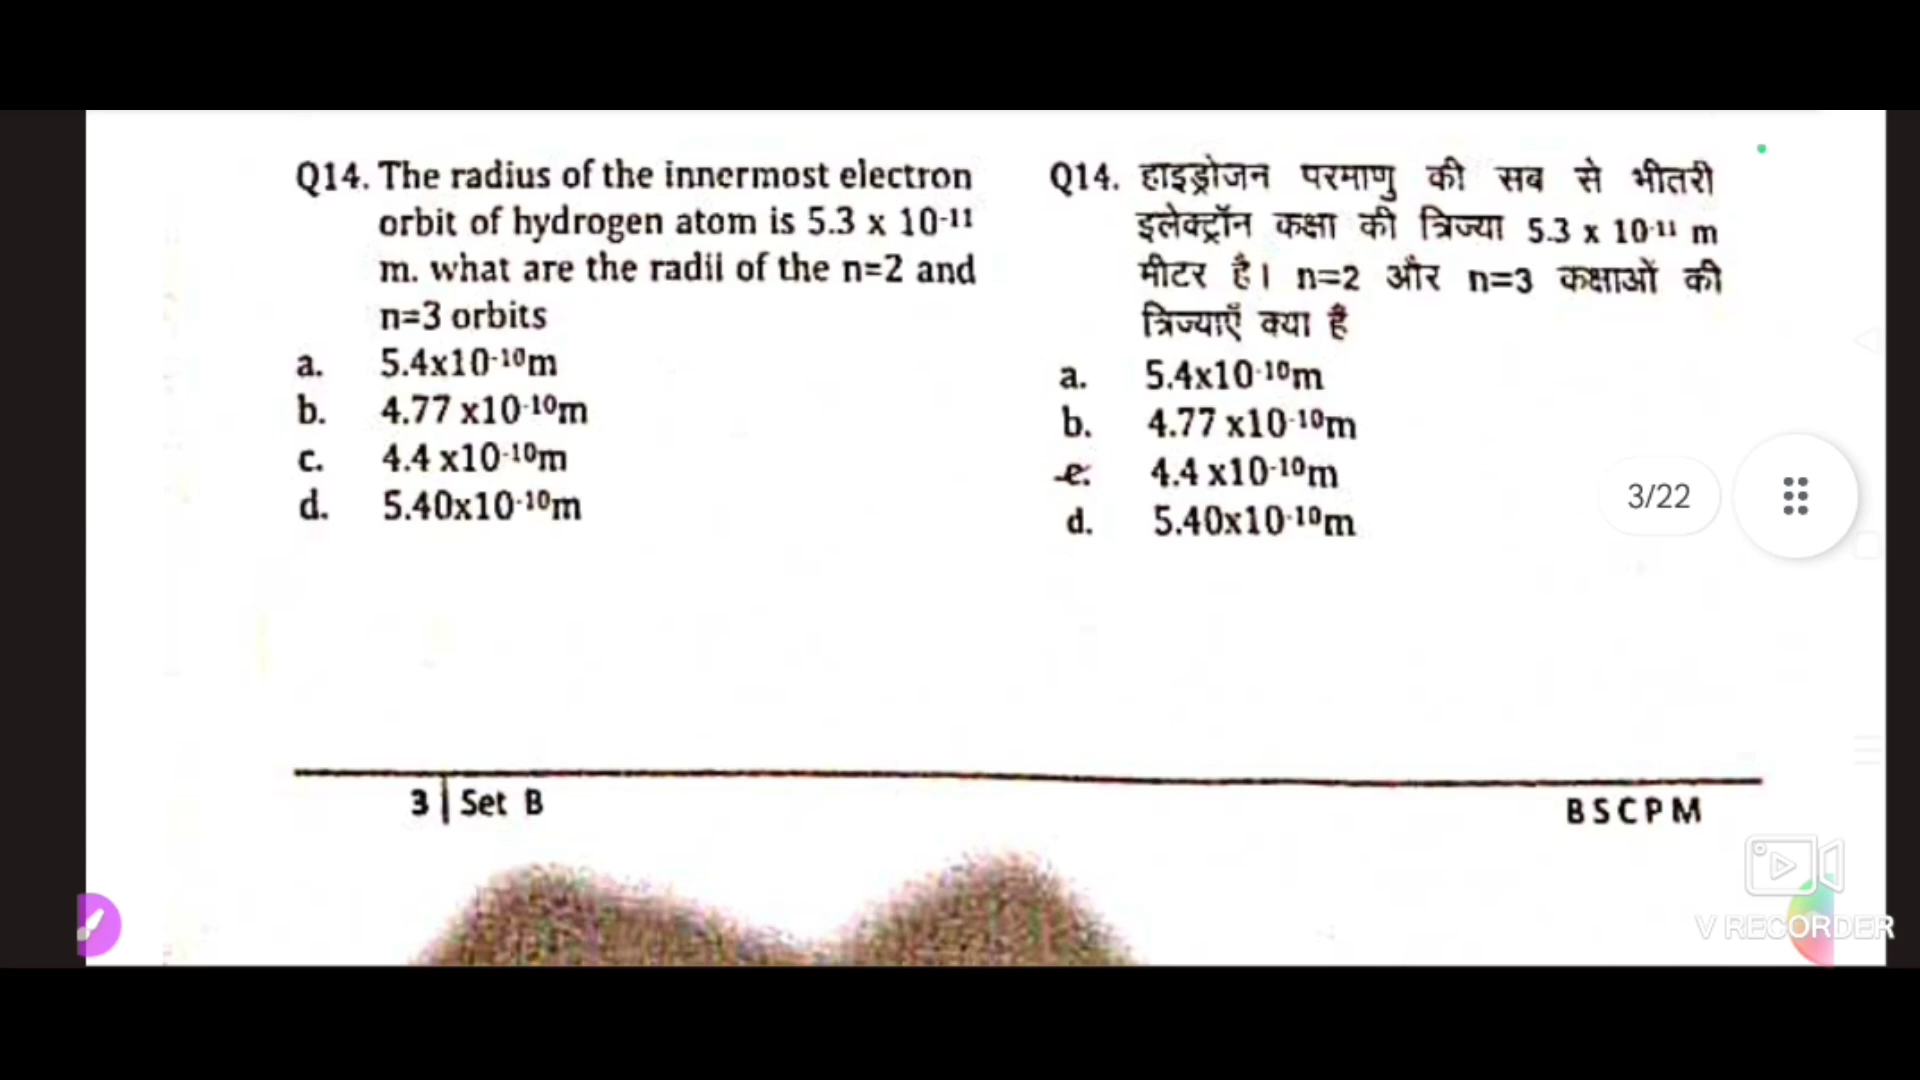 Q14. The radius of the innermost electron
orbit of hydrogen atom is 5.3 x 10⁻¹¹
m. what are the radii of the n=2 and
n=3 orbits
a. 5.4x10⁻¹⁰m
b. 4.77 x10⁻¹⁰m
c. 4.4 x10⁻¹⁰m
d. 5.40x10⁻¹⁰m
Q14. हाइड्रोजन परमाणु की सब से भीतरी
इलेक्ट्रॉन कक्षा की त्रिज्या 5.3 x 10⁻¹¹ m
मीटर है। n=2 और n=3 कक्षाओं की
त्रिज्याएँ क्या हैं
a. 5.4x10⁻¹⁰m
b. 4.77 x10⁻¹⁰m
c. 4.4 x10⁻¹⁰m
d. 5.40x10⁻¹⁰m
3/22
3 | Set B
BSCPM
V RECORDER